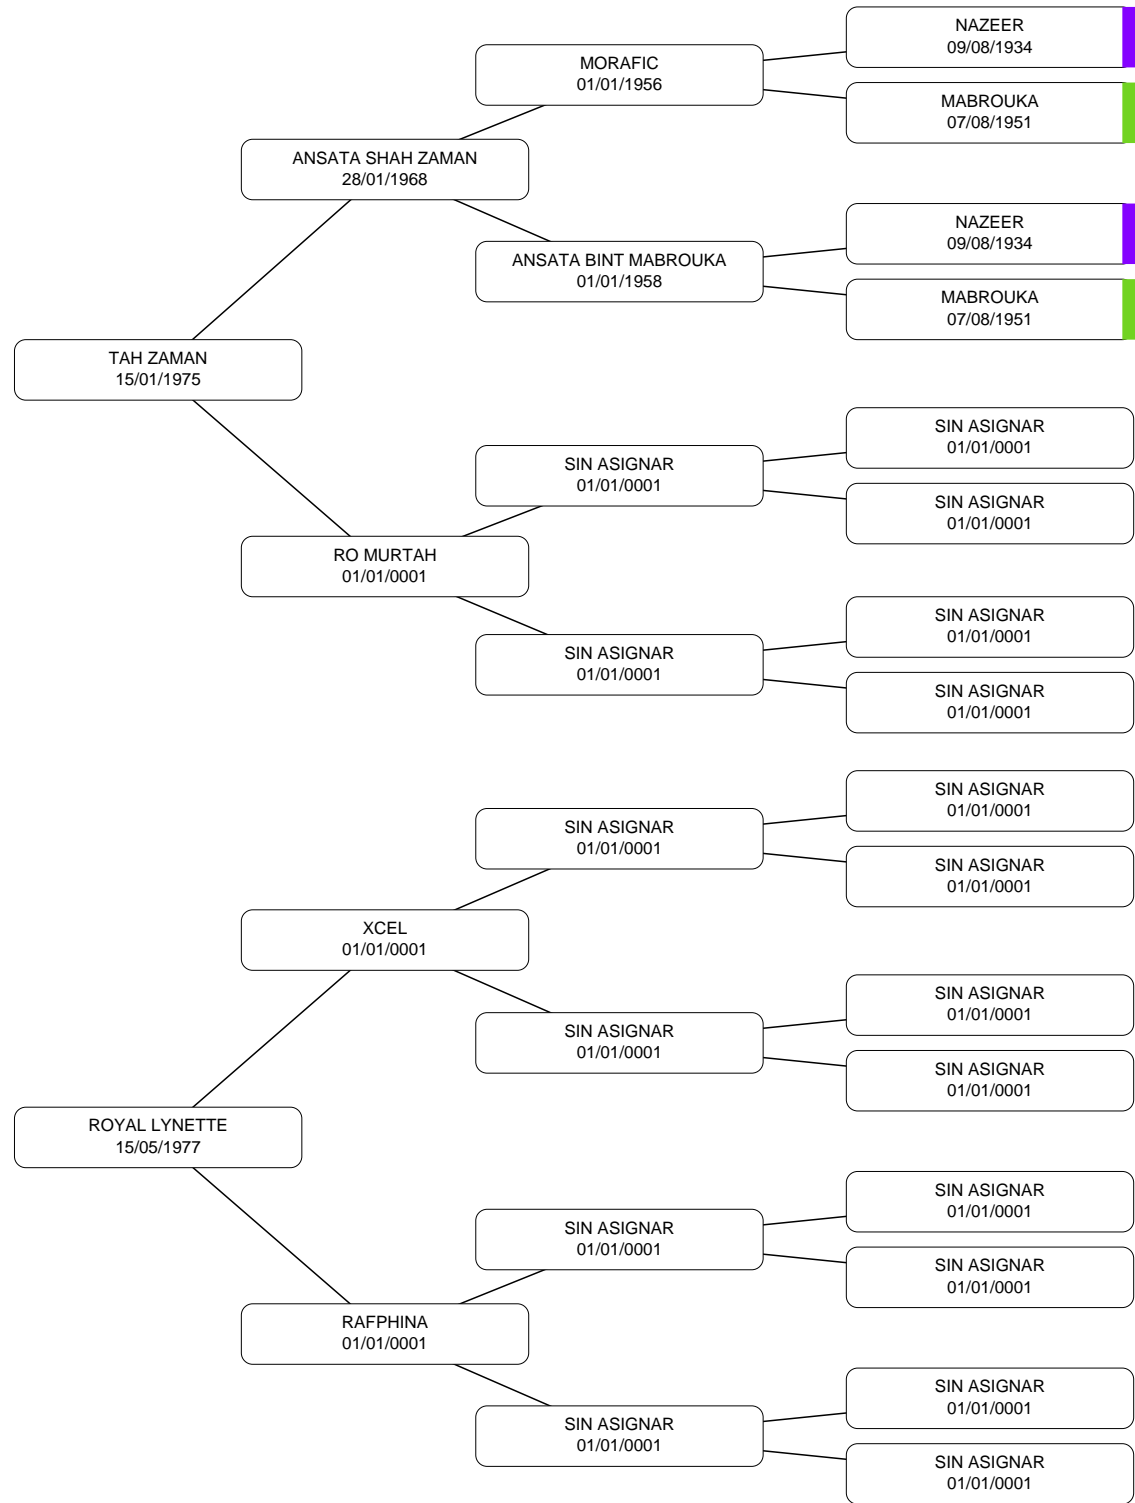 NAZEER
09/08/1934
MORAFIC
01/01/1956
MABROUKA
07/08/1951
ANSATA SHAH ZAMAN
28/01/1968
NAZEER
09/08/1934
ANSATA BINT MABROUKA
01/01/1958
MABROUKA
07/08/1951
TAH ZAMAN
15/01/1975
SIN ASIGNAR
01/01/0001
SIN ASIGNAR
01/01/0001
SIN ASIGNAR
01/01/0001
RO MURTAH
01/01/0001
SIN ASIGNAR
01/01/0001
SIN ASIGNAR
01/01/0001
SIN ASIGNAR
01/01/0001
SIN ASIGNAR
01/01/0001
SIN ASIGNAR
01/01/0001
SIN ASIGNAR
01/01/0001
XCEL
01/01/0001
SIN ASIGNAR
01/01/0001
SIN ASIGNAR
01/01/0001
SIN ASIGNAR
01/01/0001
ROYAL LYNETTE
15/05/1977
SIN ASIGNAR
01/01/0001
SIN ASIGNAR
01/01/0001
SIN ASIGNAR
01/01/0001
RAFPHINA
01/01/0001
SIN ASIGNAR
01/01/0001
SIN ASIGNAR
01/01/0001
SIN ASIGNAR
01/01/0001